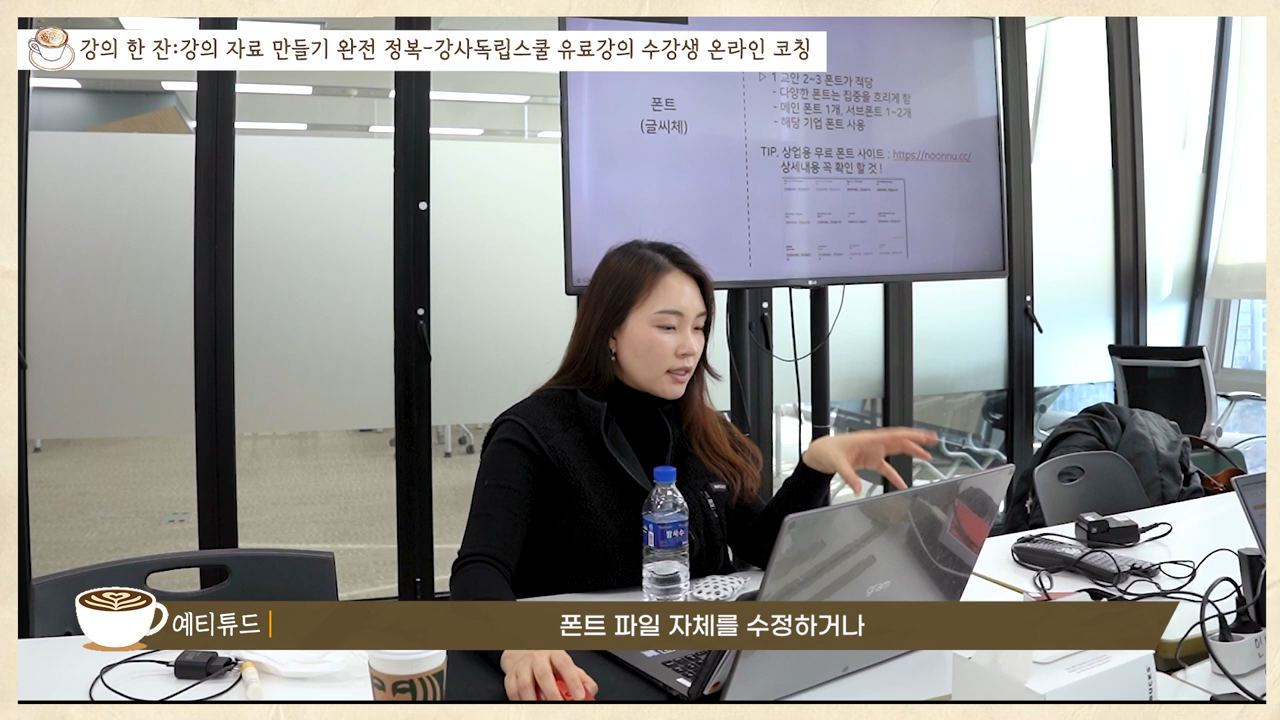 강의 한 잔:강의 자료 만들기 완전 정복-강사독립스쿨 유료강의 수강생 온라인 코칭
폰트
(글씨체)
▷ 1 교안 2~3 폰트가 적당
- 다양한 폰트는 집중을 흐리게 함
- 메인 폰트 1개, 서브폰트 1~2개
- 해당 기업 폰트 사용
TIP. 상업용 무료 폰트 사이트 : https://noonnu.cc/
상세내용 꼭 확인 할 것 !
LG
gram
예티튜드
폰트 파일 자체를 수정하거나